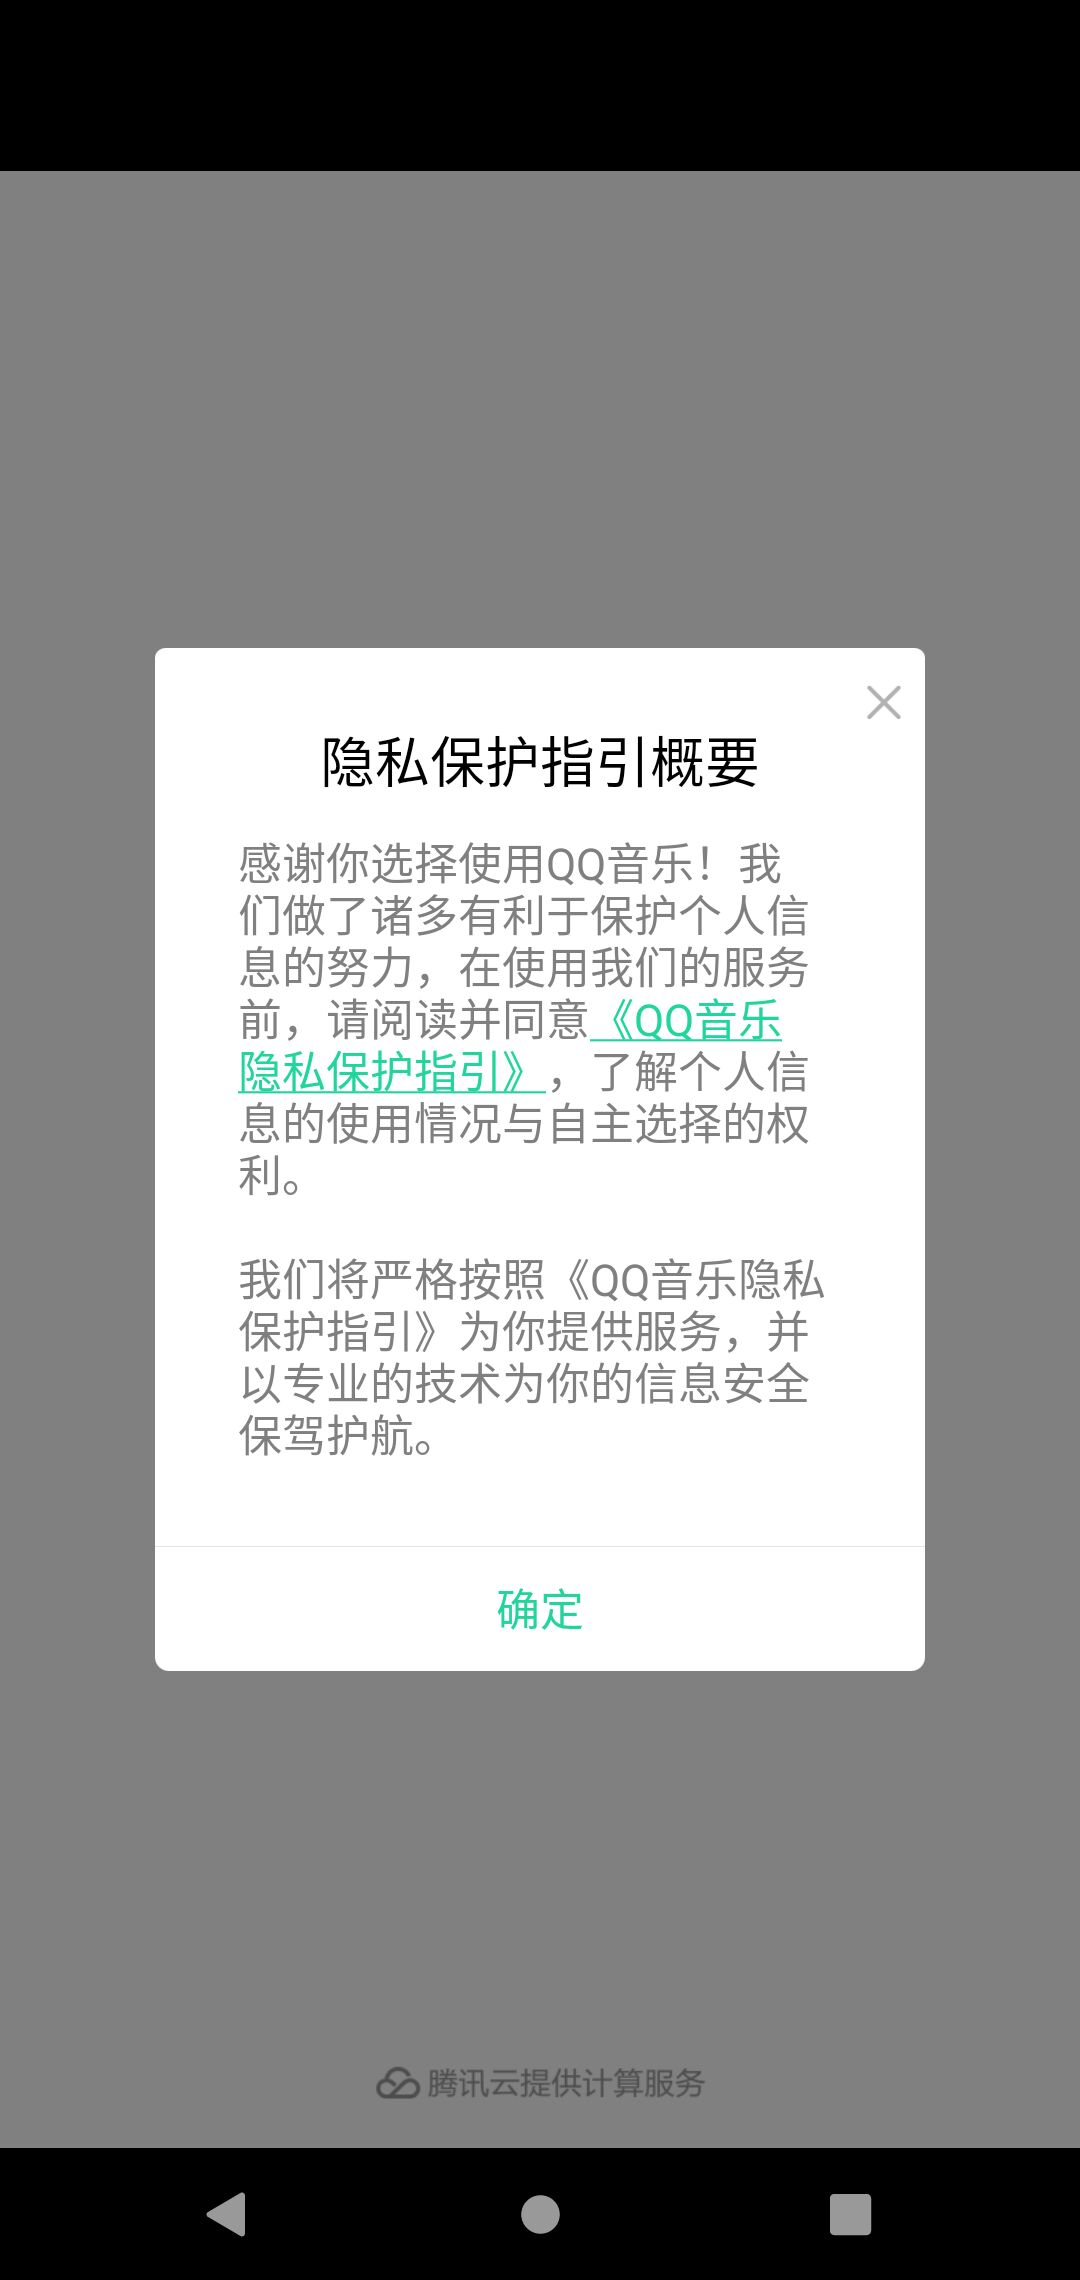 隐私保护指引概要
感谢你选择使用QQ音乐！我
们做了诸多有利于保护个人信
息的努力，在使用我们的服务
前，请阅读并同意《QQ音乐
隐私保护指引》，了解个人信
息的使用情况与自主选择的权
利。
我们将严格按照《QQ音乐隐私
保护指引》为你提供服务，并
以专业的技术为你的信息安全
保驾护航。
确定
腾讯云提供计算服务